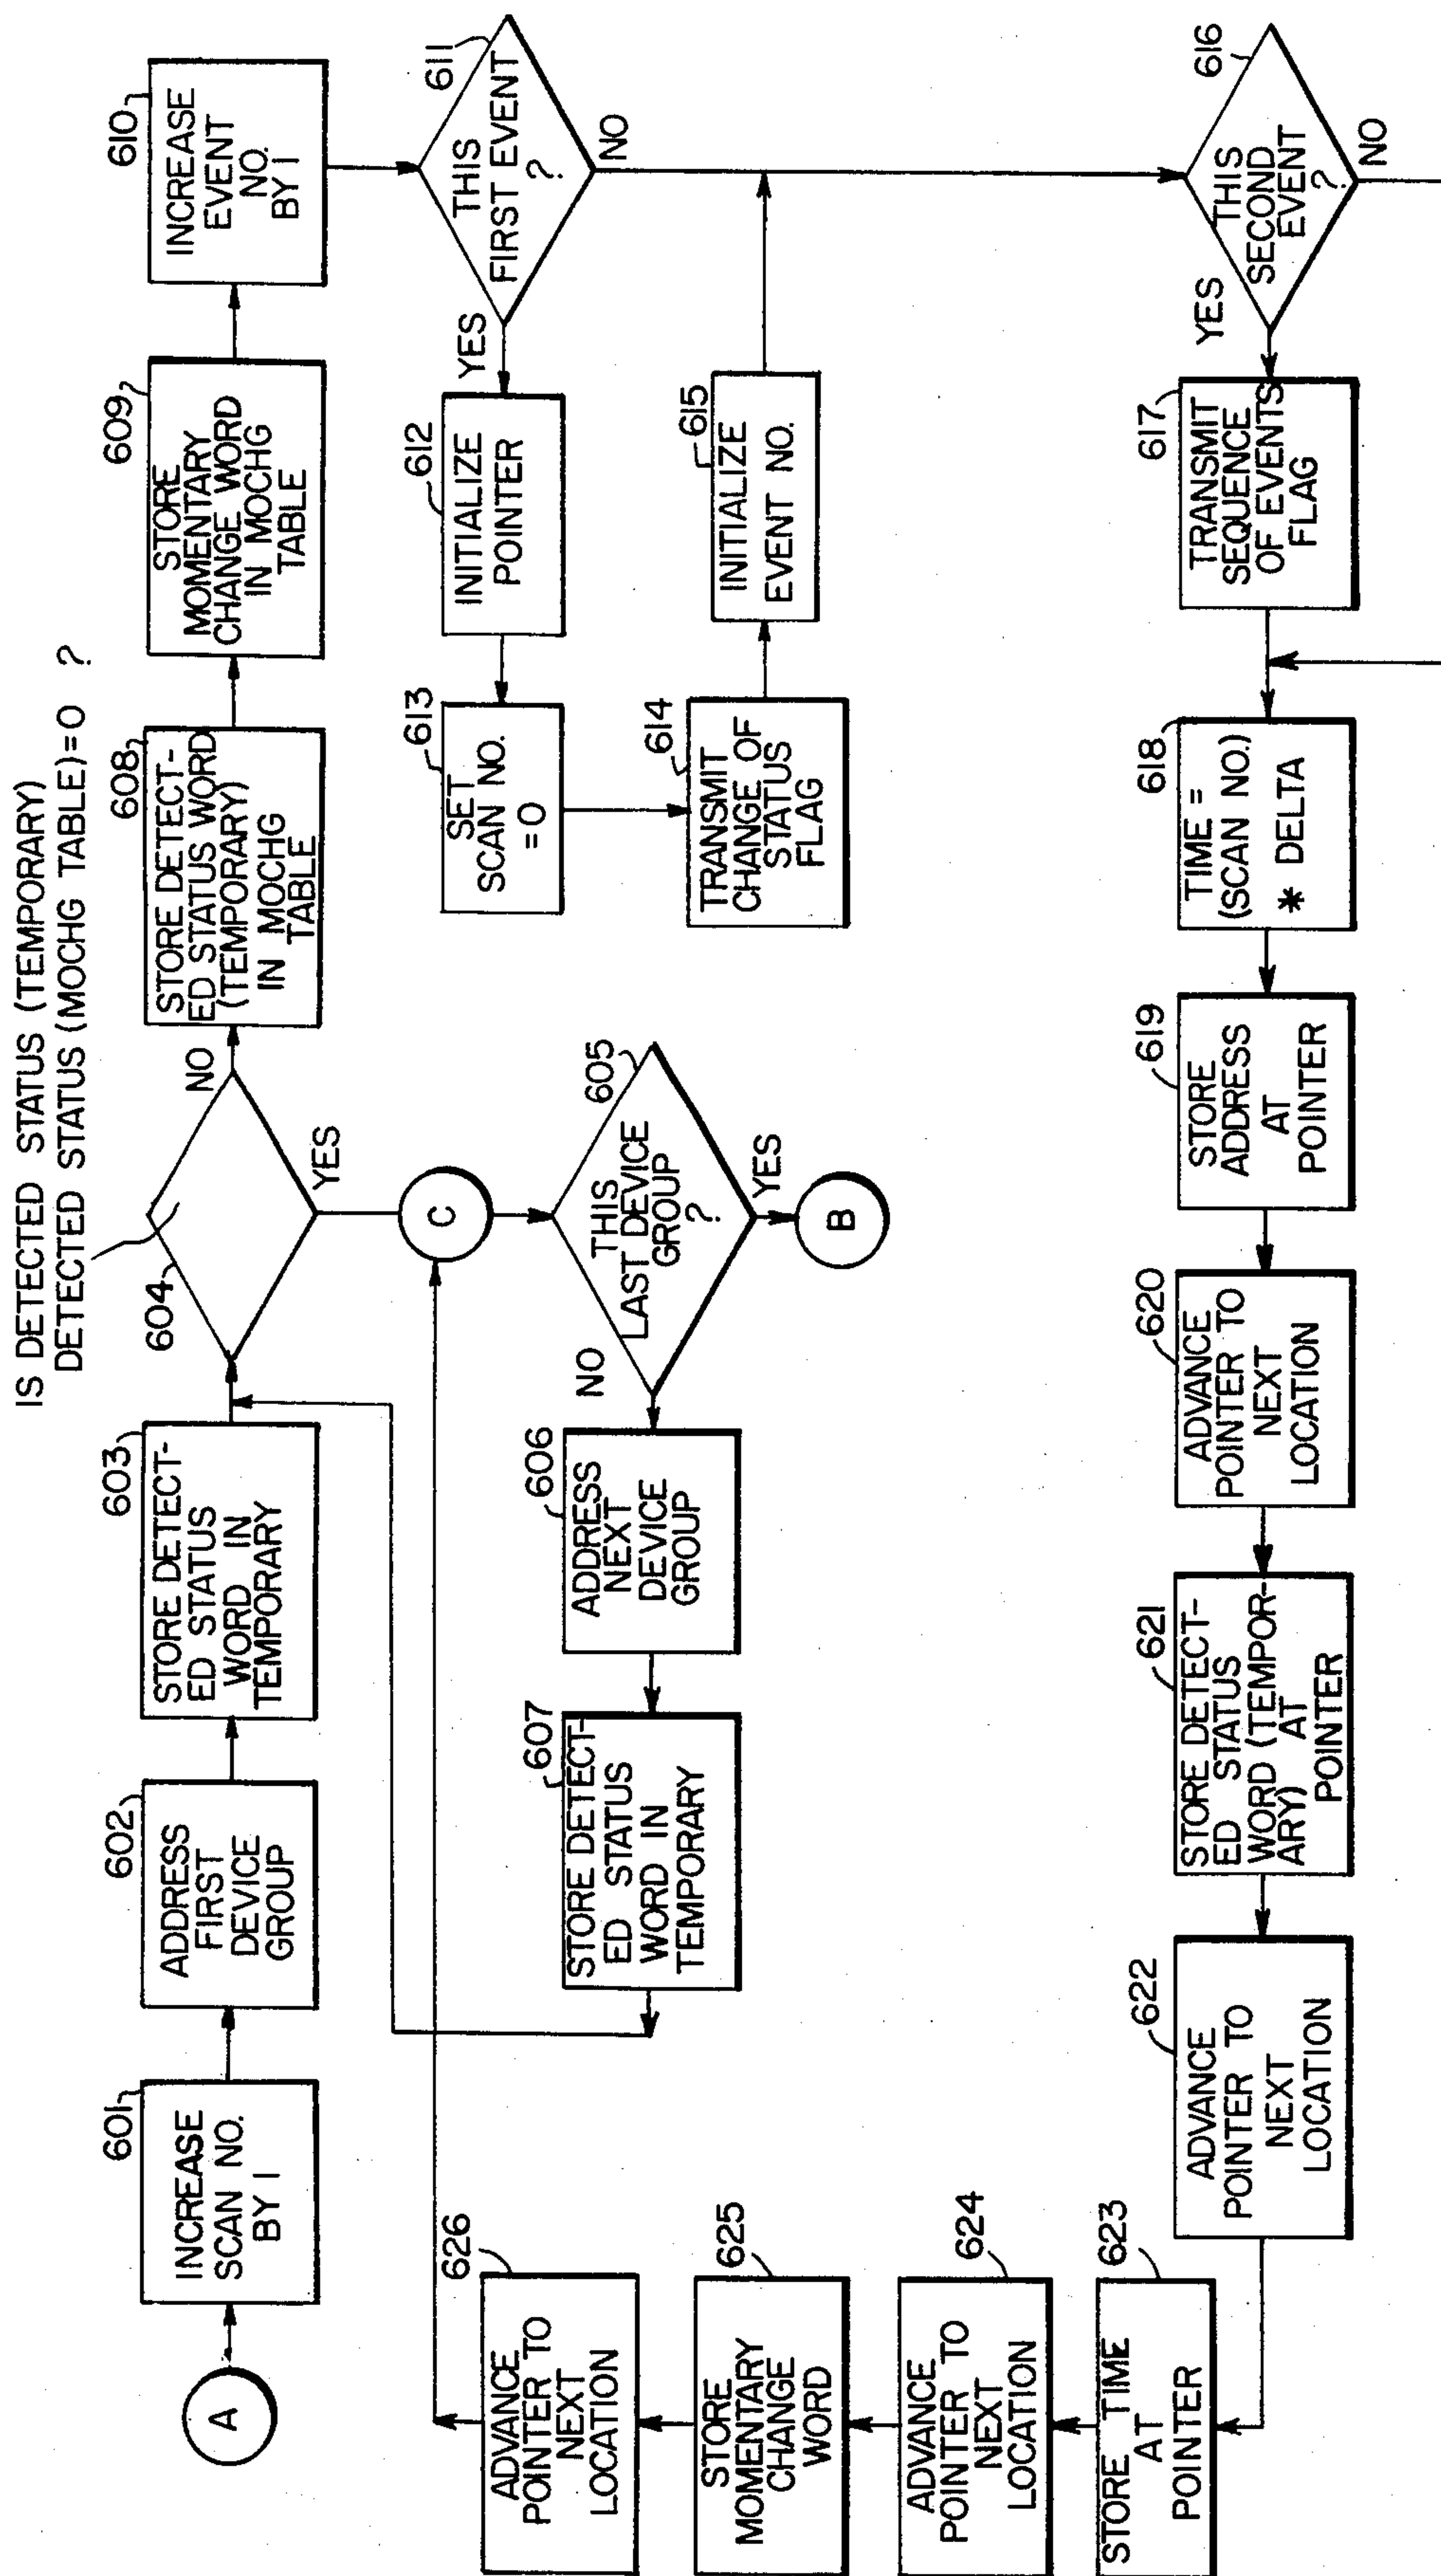 IS DETECTED STATUS (TEMPORARY)
DETECTED STATUS (MOCHG TABLE)=0 ?
A
601
INCREASE
SCAN NO.
BY 1
602
ADDRESS
FIRST
DEVICE
GROUP
603
STORE DETECT-
ED STATUS
WORD IN
TEMPORARY
604
NO
YES
608
STORE DETECT-
ED STATUS WORD
(TEMPORARY)
IN MOCHG
TABLE
609
STORE
MOMENTARY
CHANGE WORD
IN MOCHG
TABLE
610
INCREASE
EVENT
NO.
BY 1
C
605
THIS
LAST DEVICE
GROUP
?
NO
YES
B
606
ADDRESS
NEXT
DEVICE
GROUP
607
STORE DETECT-
ED STATUS
WORD IN
TEMPORARY
611
THIS
FIRST EVENT
?
YES
NO
612
INITIALIZE
POINTER
613
SET
SCAN NO.
=0
614
TRANSMIT
CHANGE OF
STATUS
FLAG
615
INITIALIZE
EVENT NO.
616
THIS
SECOND
EVENT
?
YES
NO
617
TRANSMIT
SEQUENCE
OF EVENTS
FLAG
618
TIME =
(SCAN NO.)
* DELTA
619
STORE
ADDRESS
AT
POINTER
620
ADVANCE
POINTER TO
NEXT
LOCATION
621
STORE DETECT-
ED STATUS
WORD (TEMPOR-
ARY) AT
POINTER
622
ADVANCE
POINTER TO
NEXT
LOCATION
623
STORE TIME
AT
POINTER
624
ADVANCE
POINTER TO
NEXT
LOCATION
625
STORE
MOMENTARY
CHANGE
WORD
626
ADVANCE
POINTER TO
NEXT
LOCATION